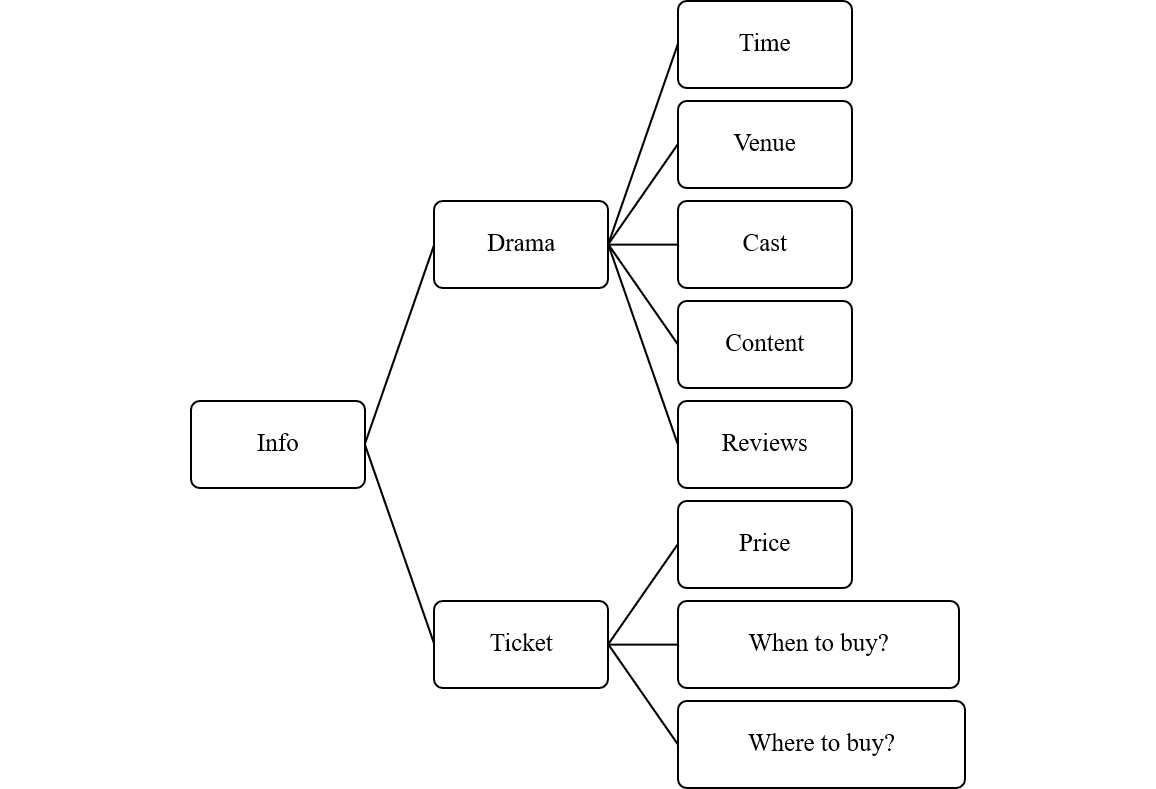 Time
Venue
Drama
Cast
Content
Info
Reviews
Price
Ticket
When to buy?
Where to buy?